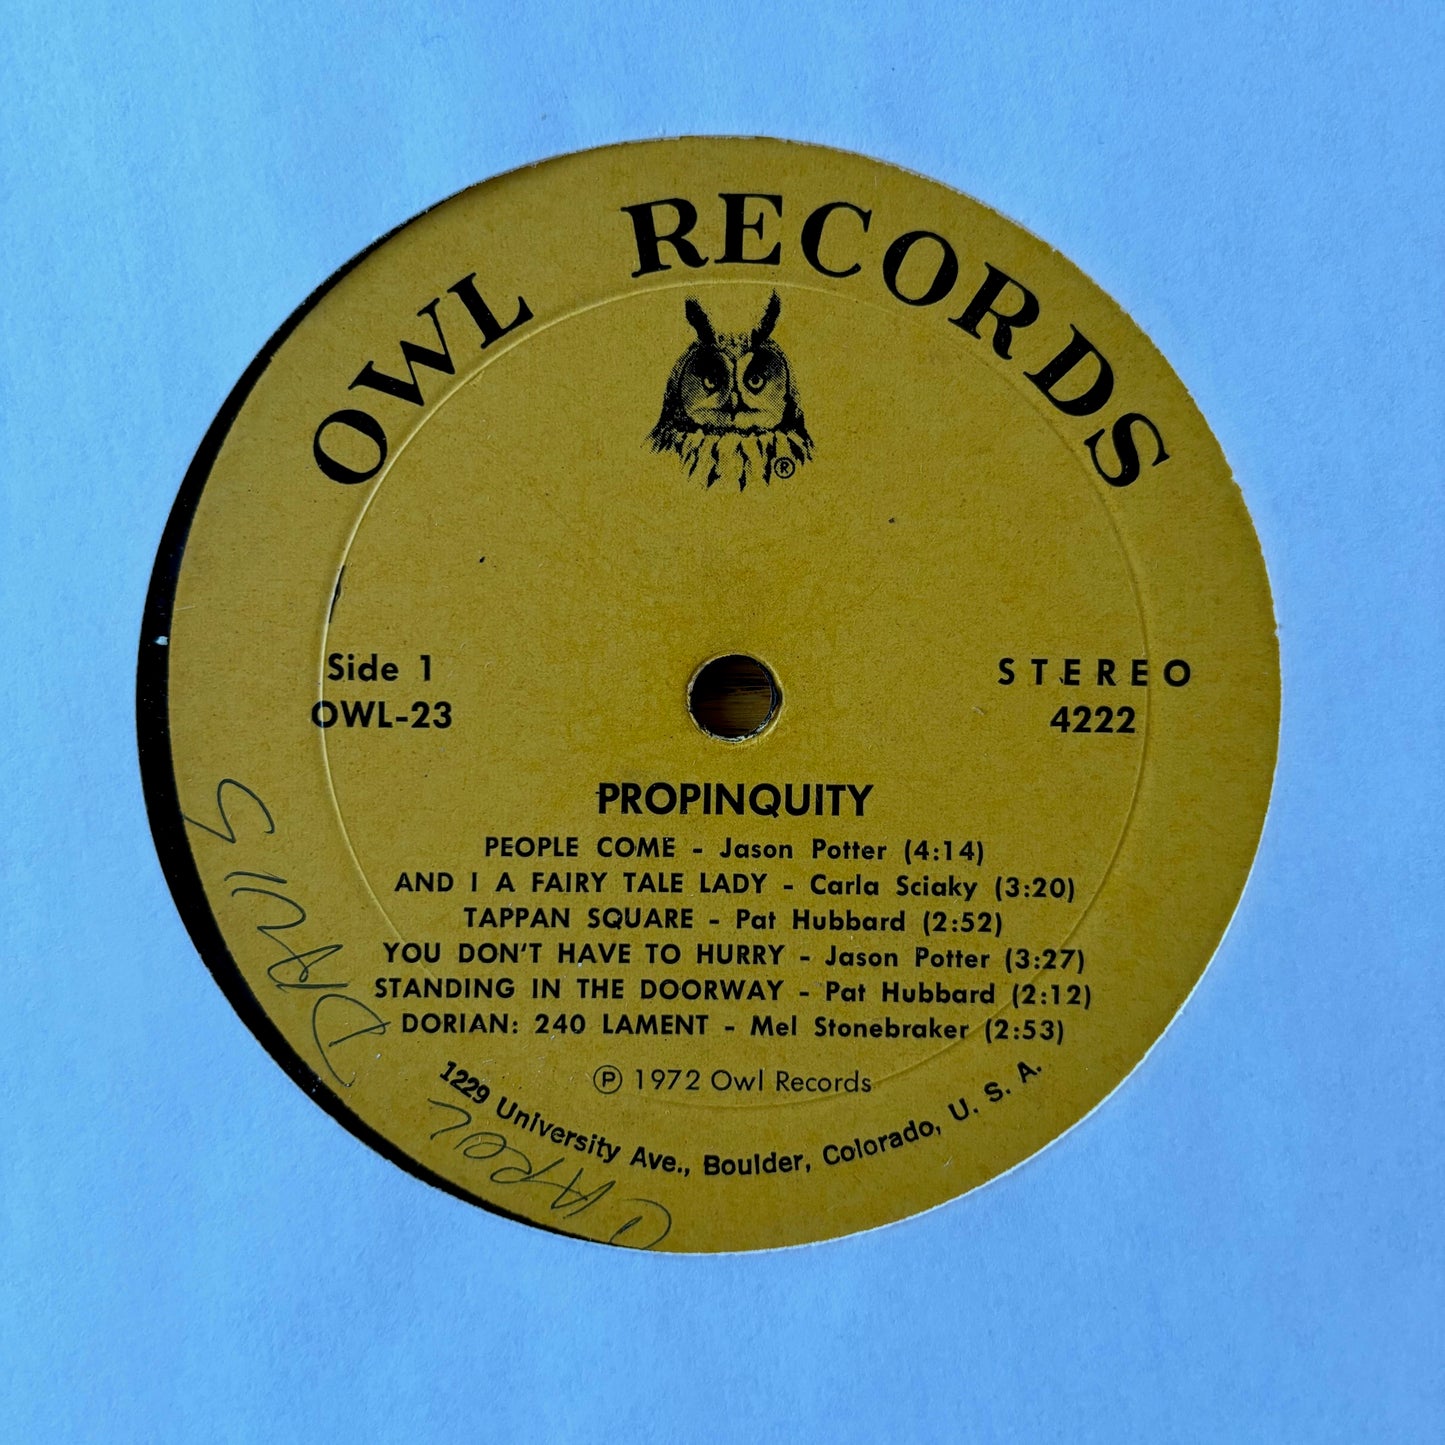 OWL RECORDS
®
Side 1
OWL-23
STEREO
4222
PROPINQUITY
PEOPLE COME - Jason Potter (4:14)
AND I A FAIRY TALE LADY - Carla Sciaky (3:20)
TAPPAN SQUARE - Pat Hubbard (2:52)
YOU DON'T HAVE TO HURRY - Jason Potter (3:27)
STANDING IN THE DOORWAY - Pat Hubbard (2:12)
DORIAN: 240 LAMENT - Mel Stonebraker (2:53)
℗ 1972 Owl Records
1229 University Ave., Boulder, Colorado, U. S. A.
CAROL DAVIS